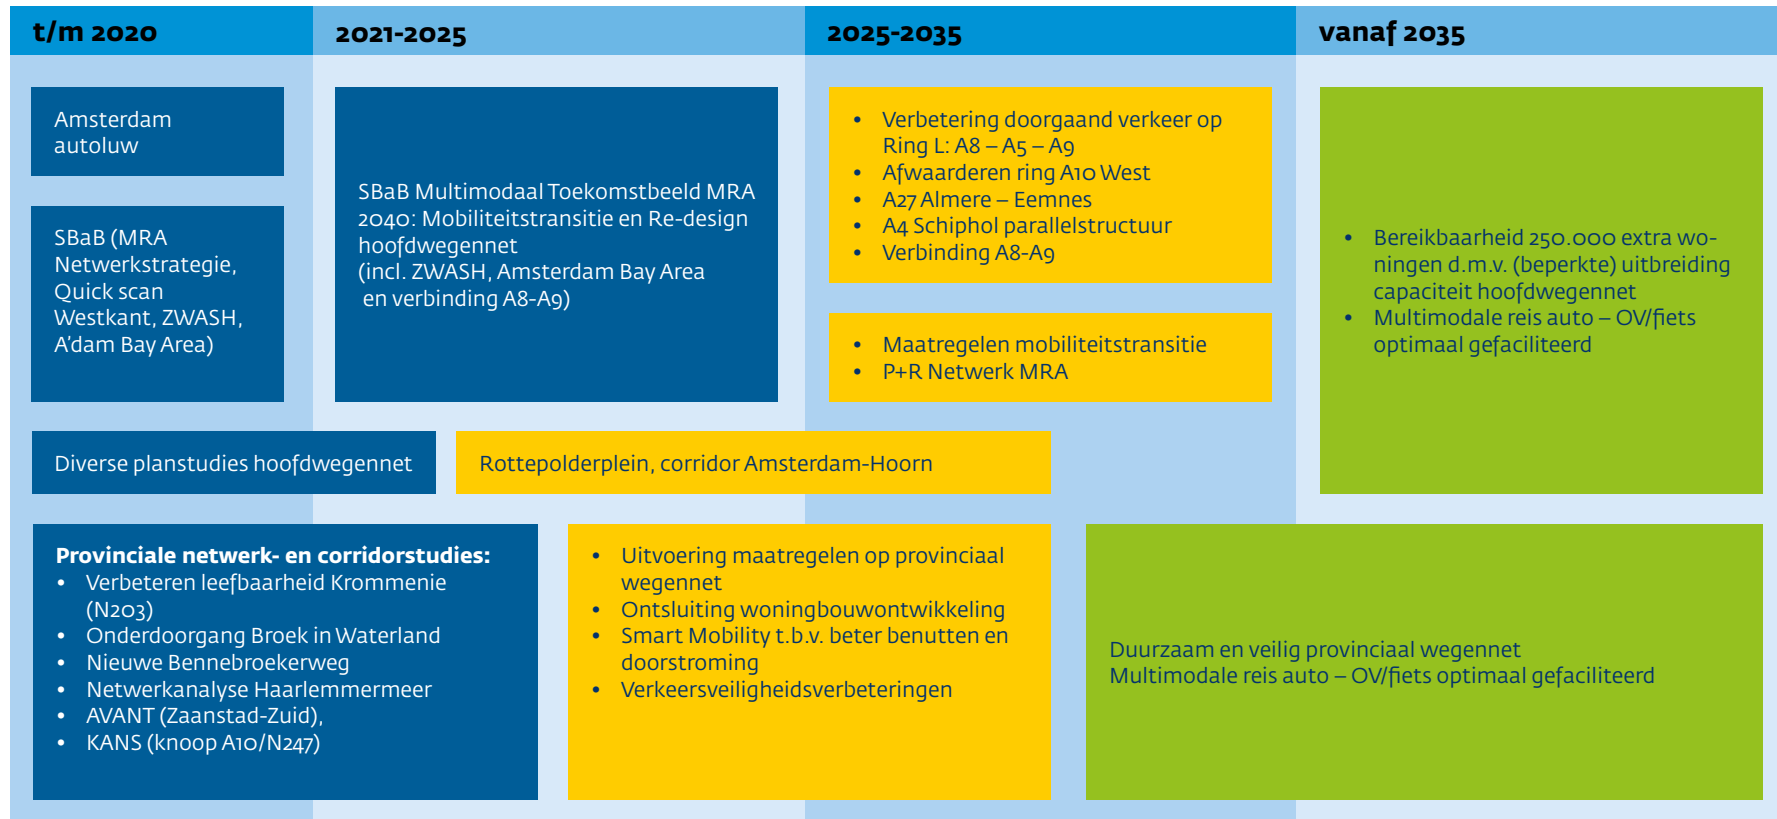 t/m 2020
2021-2025
2025-2035
vanaf 2035
Amsterdam
autoluw
SBaB (MRA
Netwerkstrategie,
Quick scan
Westkant, ZWASH,
A'dam Bay Area)
SBaB Multimodaal Toekomstbeeld MRA
2040: Mobiliteitstransitie en Re-design
hoofdwegennet
(incl. ZWASH, Amsterdam Bay Area
en verbinding A8-A9)
• Verbetering doorgaand verkeer op
Ring L: A8 – A5 – A9
• Afwaarderen ring A10 West
• A27 Almere – Eemnes
• A4 Schiphol parallelstructuur
• Verbinding A8-A9
• Maatregelen mobiliteitstransitie
• P+R Netwerk MRA
• Bereikbaarheid 250.000 extra wo-
ningen d.m.v. (beperkte) uitbreiding
capaciteit hoofdwegennet
• Multimodale reis auto – OV/fiets
optimaal gefaciliteerd
Diverse planstudies hoofdwegennet
Rottepolderplein, corridor Amsterdam-Hoorn
Provinciale netwerk- en corridorstudies:
• Verbeteren leefbaarheid Krommenie
(N203)
• Onderdoorgang Broek in Waterland
• Nieuwe Bennebroekerweg
• Netwerkanalyse Haarlemmermeer
• AVANT (Zaanstad-Zuid),
• KANS (knoop A10/N247)
• Uitvoering maatregelen op provinciaal
wegennet
• Ontsluiting woningbouwontwikkeling
• Smart Mobility t.b.v. beter benutten en
doorstroming
• Verkeersveiligheidsverbeteringen
Duurzaam en veilig provinciaal wegennet
Multimodale reis auto – OV/fiets optimaal gefaciliteerd